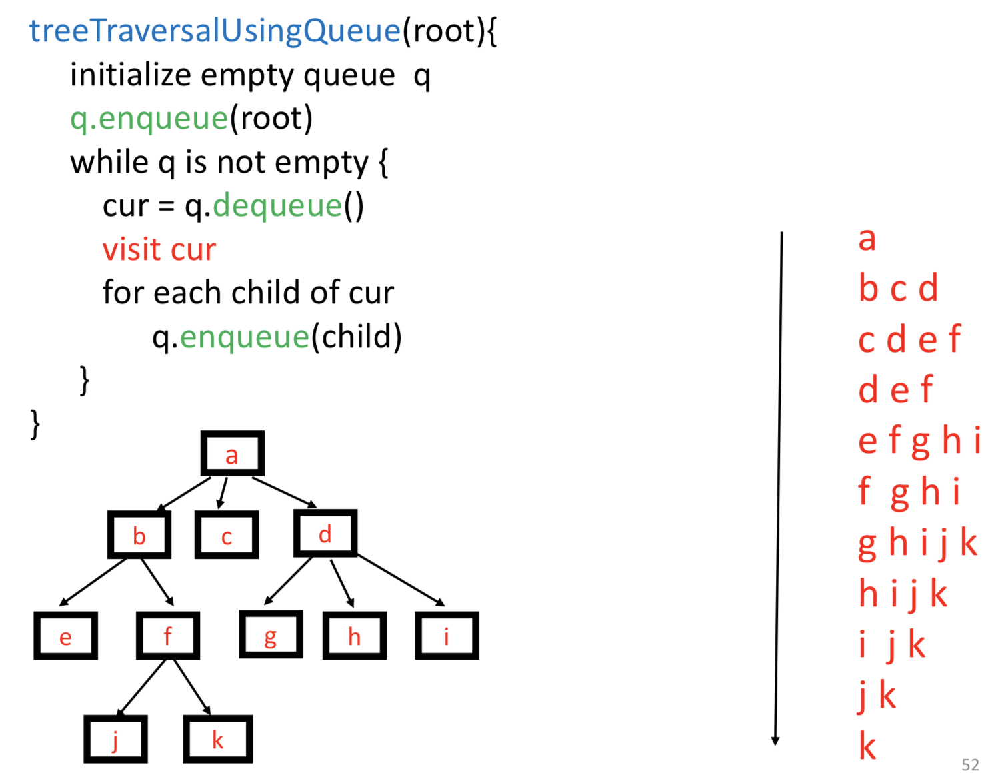 treeTraversalUsingQueue(root){
initialize empty queue q
q.enqueue(root)
while q is not empty {
cur = q.dequeue()
visit cur
for each child of cur
q.enqueue(child)
}
}
a
b c d
e f g h i
j k
a
b c d
c d e f
d e f
e f g h i
f g h i
g h i j k
h i j k
i j k
j k
k
52